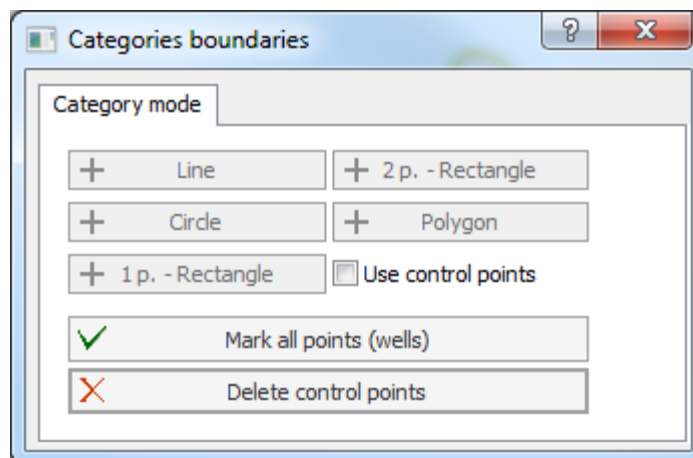 Categories boundaries
?
Category mode
Line
2 p. - Rectangle
Circle
Polygon
1 p. - Rectangle
Use control points
Mark all points (wells)
Delete control points